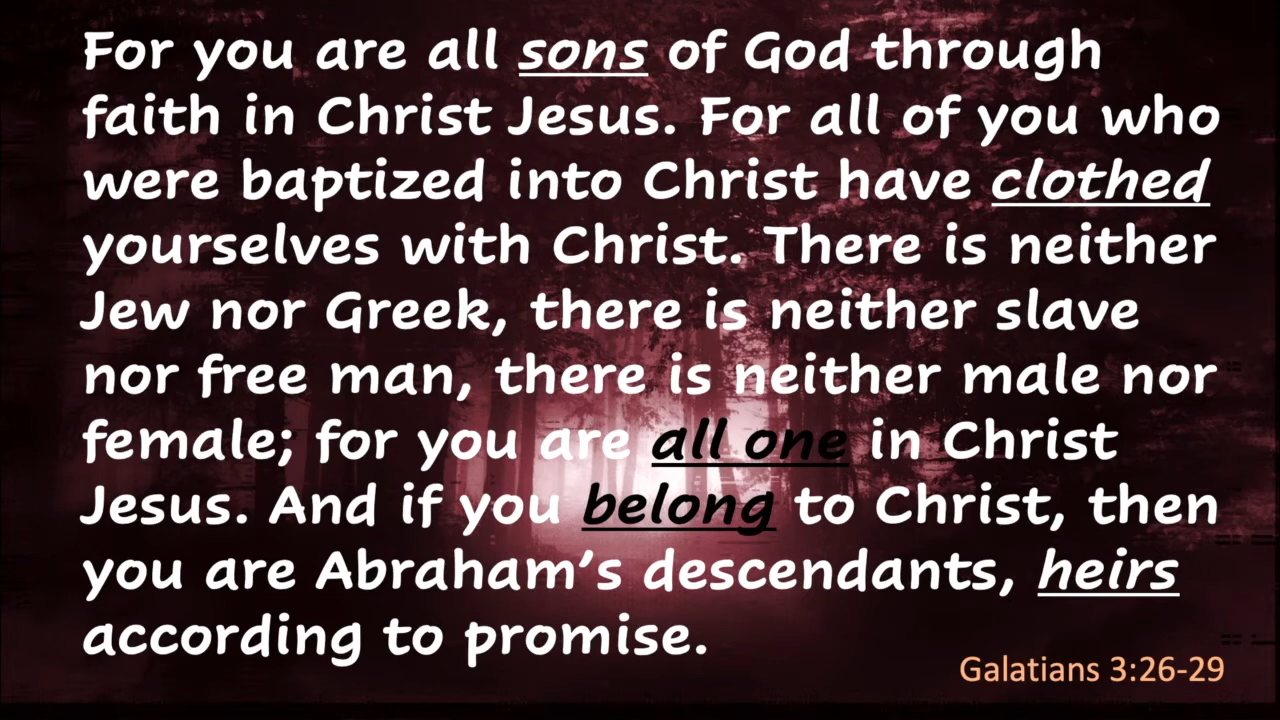 For you are all sons of God through
faith in Christ Jesus. For all of you who
were baptized into Christ have clothed
yourselves with Christ. There is neither
Jew nor Greek, there is neither slave
nor free man, there is neither male nor
female; for you are all one in Christ
Jesus. And if you belong to Christ, then
you are Abraham’s descendants, heirs
according to promise.
Galatians 3:26-29